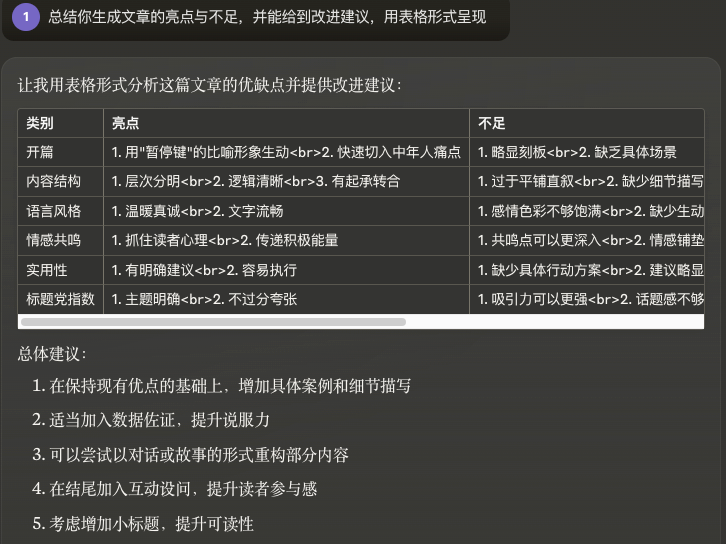 1 总结你生成文章的亮点与不足，并能给到改进建议，用表格形式呈现
让我用表格形式分析这篇文章的优缺点并提供改进建议：
类别 亮点 不足
开篇 1. 用"暂停键"的比喻形象生动<br>2. 快速切入中年人痛点 1. 略显刻板<br>2. 缺乏具体场景
内容结构 1. 层次分明<br>2. 逻辑清晰<br>3. 有起承转合 1. 过于平铺直叙<br>2. 缺少细节描写
语言风格 1. 温暖真诚<br>2. 文字流畅 1. 感情色彩不够饱满<br>2. 缺少生动
情感共鸣 1. 抓住读者心理<br>2. 传递积极能量 1. 共鸣点可以更深入<br>2. 情感铺垫
实用性 1. 有明确建议<br>2. 容易执行 1. 缺少具体行动方案<br>2. 建议略显
标题党指数 1. 主题明确<br>2. 不过分夸张 1. 吸引力可以更强<br>2. 话题感不够
总体建议：
1. 在保持现有优点的基础上，增加具体案例和细节描写
2. 适当加入数据佐证，提升说服力
3. 可以尝试以对话或故事的形式重构部分内容
4. 在结尾加入互动设问，提升读者参与感
5. 考虑增加小标题，提升可读性